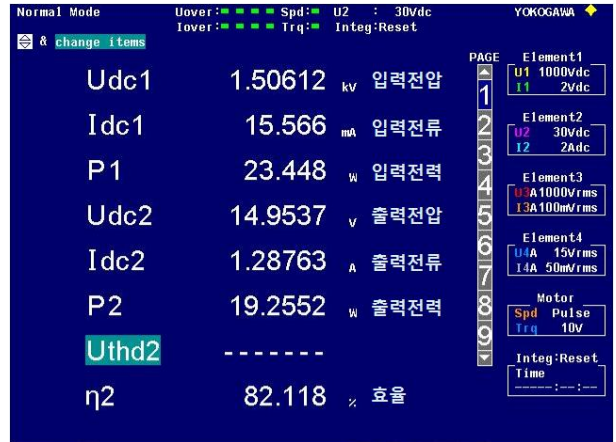 Normal Mode Uover: Spd: U2 : 30Vdc YOKOGAWA
Iover: Trq: Integ:Reset
& change items
PAGE
Udc1 1.50612 kV 입력전압
Idc1 15.566 mA 입력전류
P1 23.448 W 입력전력
Udc2 14.9537 V 출력전압
Idc2 1.28763 A 출력전류
P2 19.2552 W 출력전력
Uthd2 -------
η2 82.118 % 효율
1
2
3
4
5
6
7
8
9
Element1
U1 1000Vdc
I1 2Vdc
Element2
U2 30Vdc
I2 2Adc
Element3
U3A1000Vrms
I3A100mVrms
Element4
U4A 15Vrms
I4A 50mVrms
Motor
Spd Pulse
Trq 10V
Integ:Reset
Time
-----:--:--